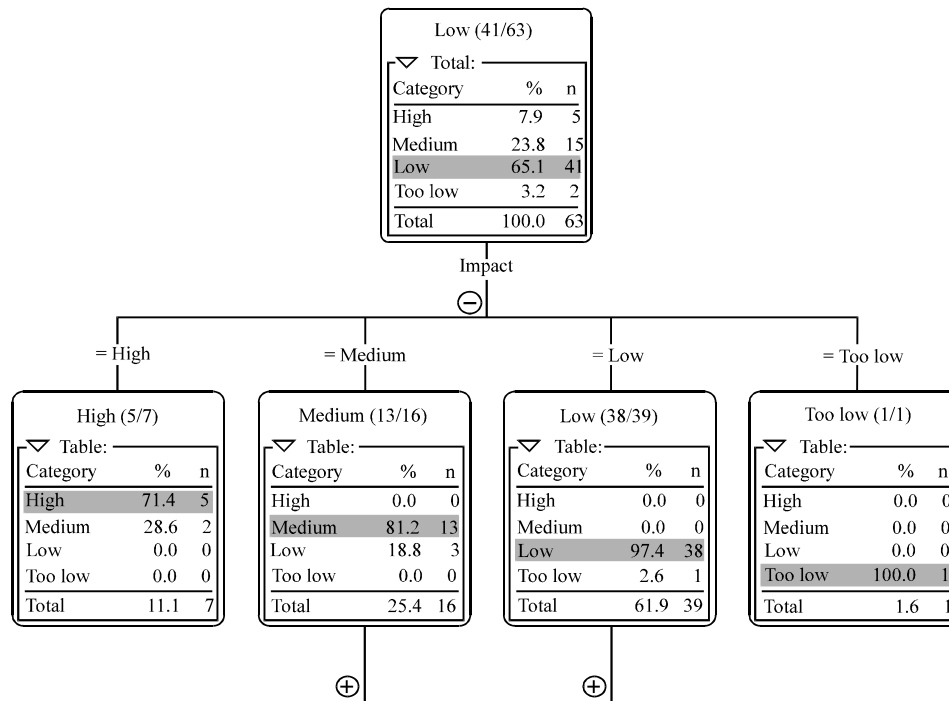 Low (41/63)
Total:
Category % n
High 7.9 5
Medium 23.8 15
Low 65.1 41
Too low 3.2 2
Total 100.0 63
Impact
= High
= Medium
= Low
= Too low
High (5/7)
Table:
Category % n
High 71.4 5
Medium 28.6 2
Low 0.0 0
Too low 0.0 0
Total 11.1 7
Medium (13/16)
Table:
Category % n
High 0.0 0
Medium 81.2 13
Low 18.8 3
Too low 0.0 0
Total 25.4 16
Low (38/39)
Table:
Category % n
High 0.0 0
Medium 0.0 0
Low 97.4 38
Too low 2.6 1
Total 61.9 39
Too low (1/1)
Table:
Category % n
High 0.0 0
Medium 0.0 0
Low 0.0 0
Too low 100.0 1
Total 1.6 1